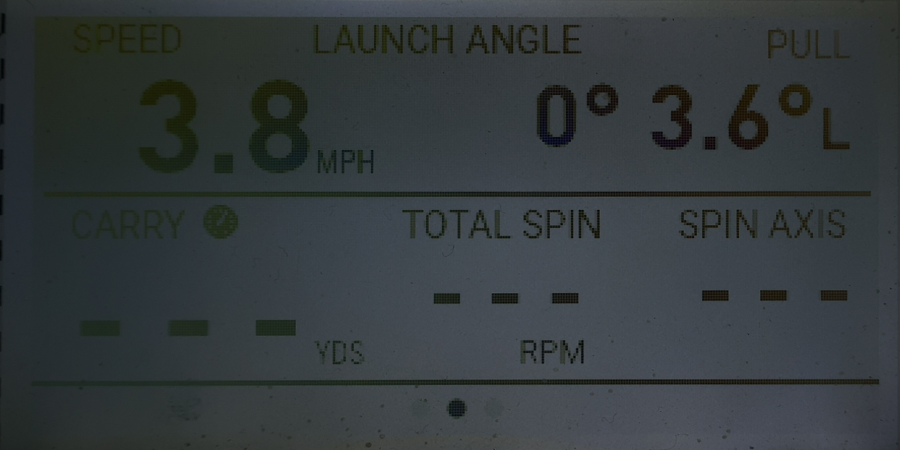 SPEED LAUNCH ANGLE PULL
3.8 MPH 0° 3.6° L
CARRY TOTAL SPIN SPIN AXIS
--- --- ---
YDS RPM